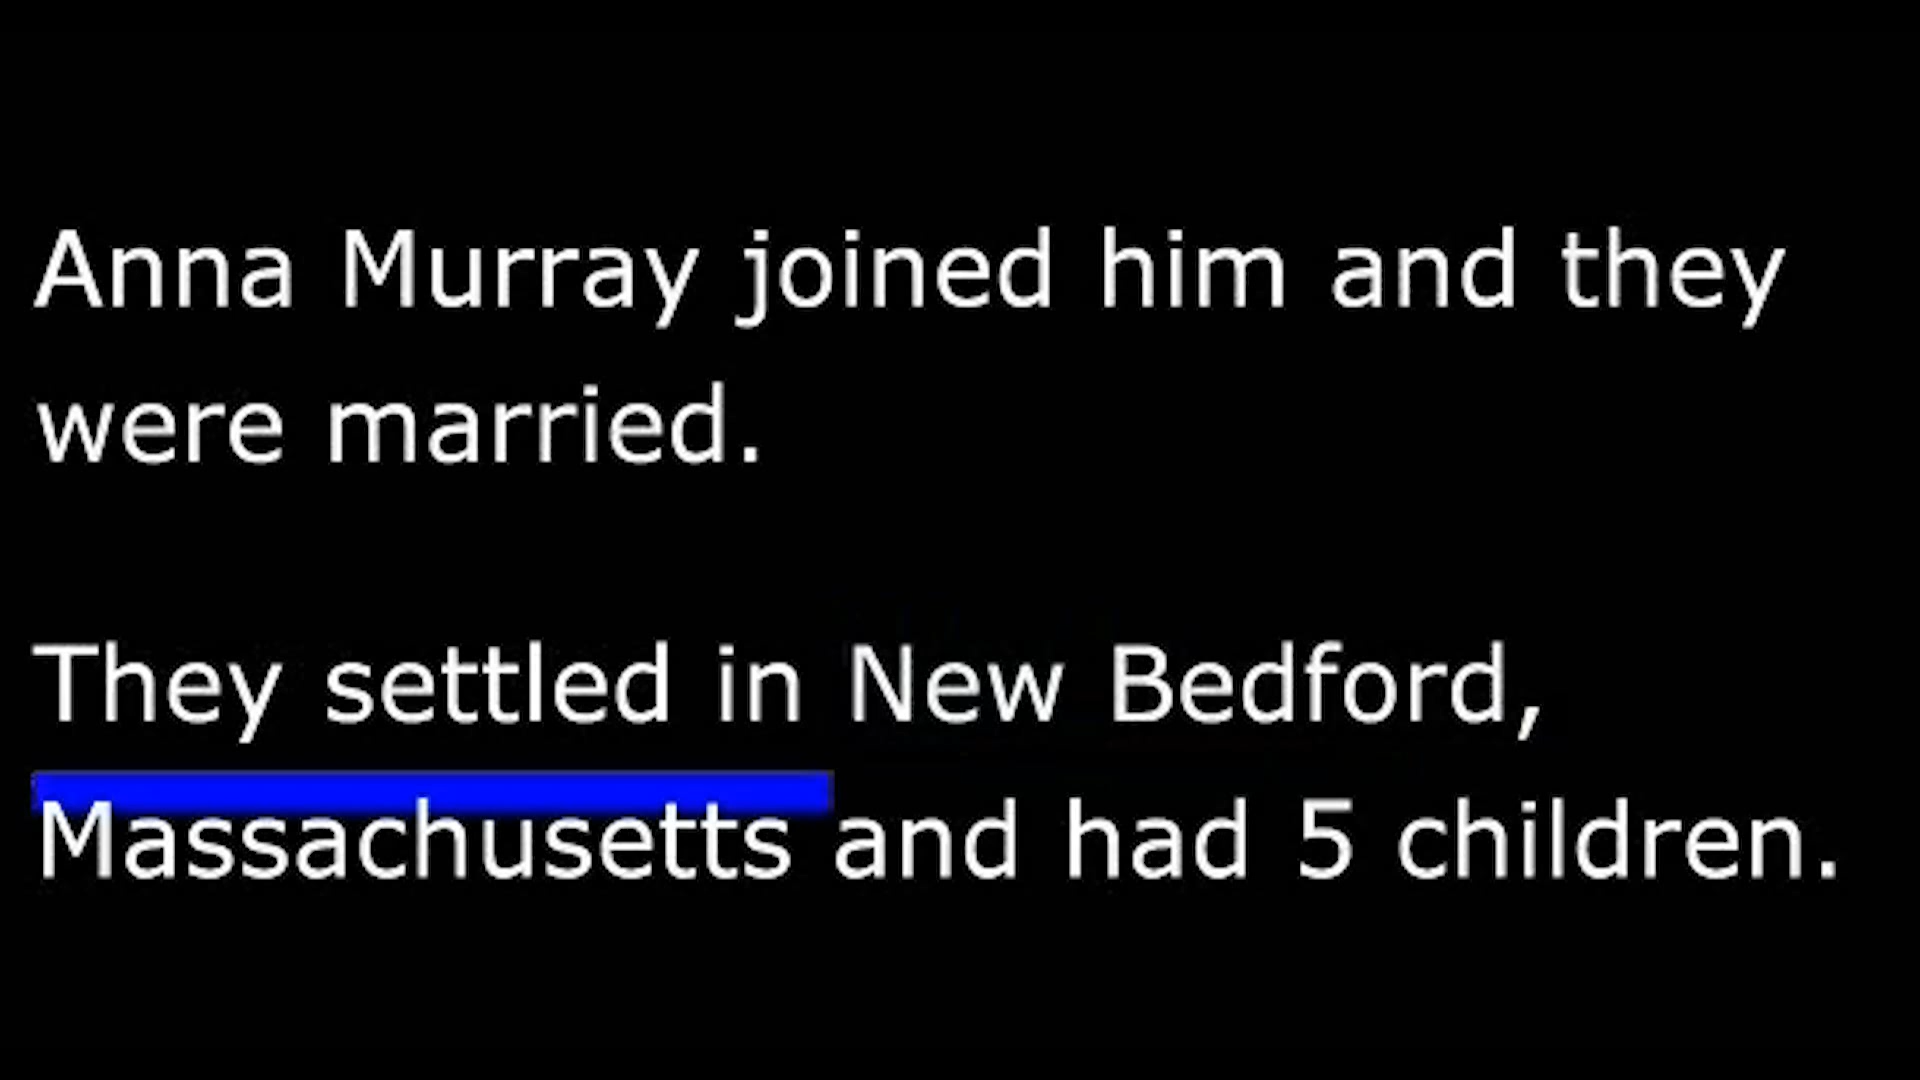 Anna Murray joined him and they
were married.
They settled in New Bedford,
Massachusetts and had 5 children.